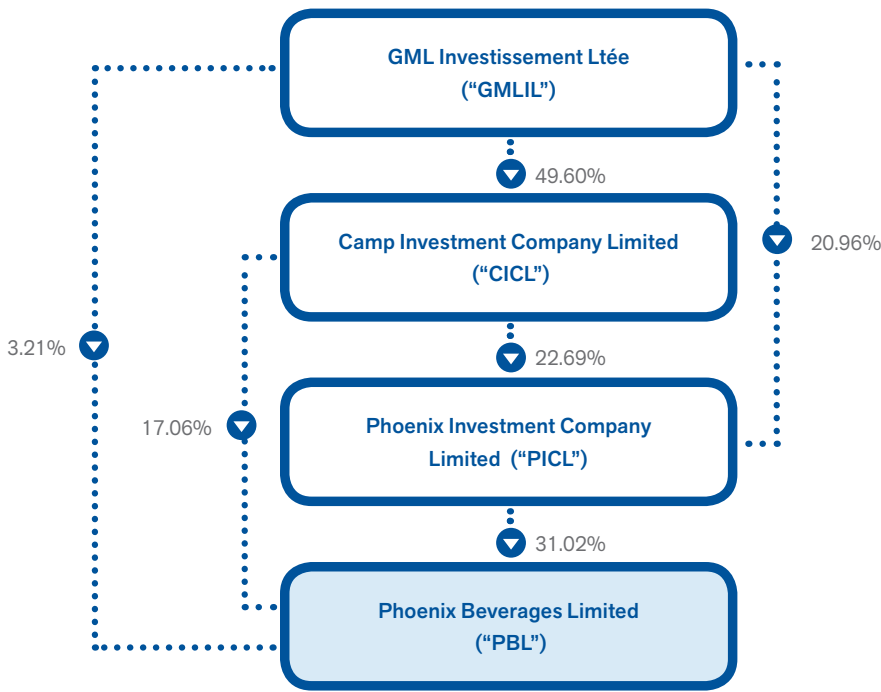 GML Investissement Ltée
(“GMLIL”)
49.60%
Camp Investment Company Limited
(“CICL”)
20.96%
3.21%
22.69%
17.06%
Phoenix Investment Company
Limited (“PICL”)
31.02%
Phoenix Beverages Limited
(“PBL”)